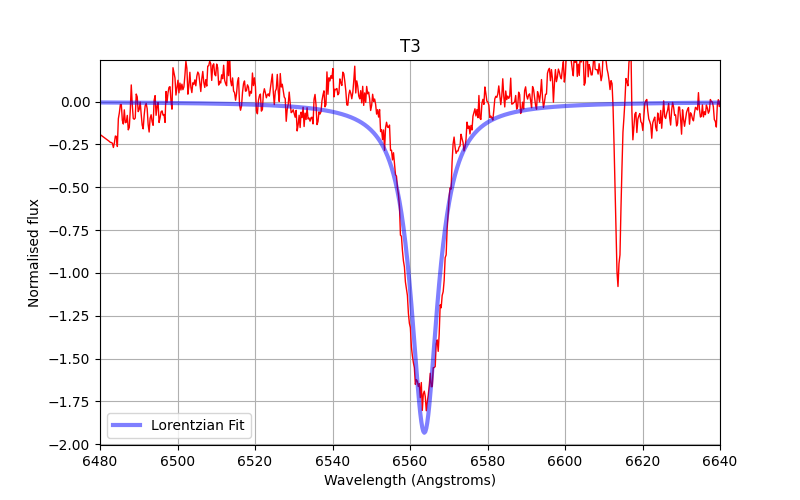 T3
Normalised flux
0.00
−0.25
−0.50
−0.75
−1.00
−1.25
−1.50
−1.75
−2.00
Lorentzian Fit
6480 6500 6520 6540 6560 6580 6600 6620 6640
Wavelength (Angstroms)